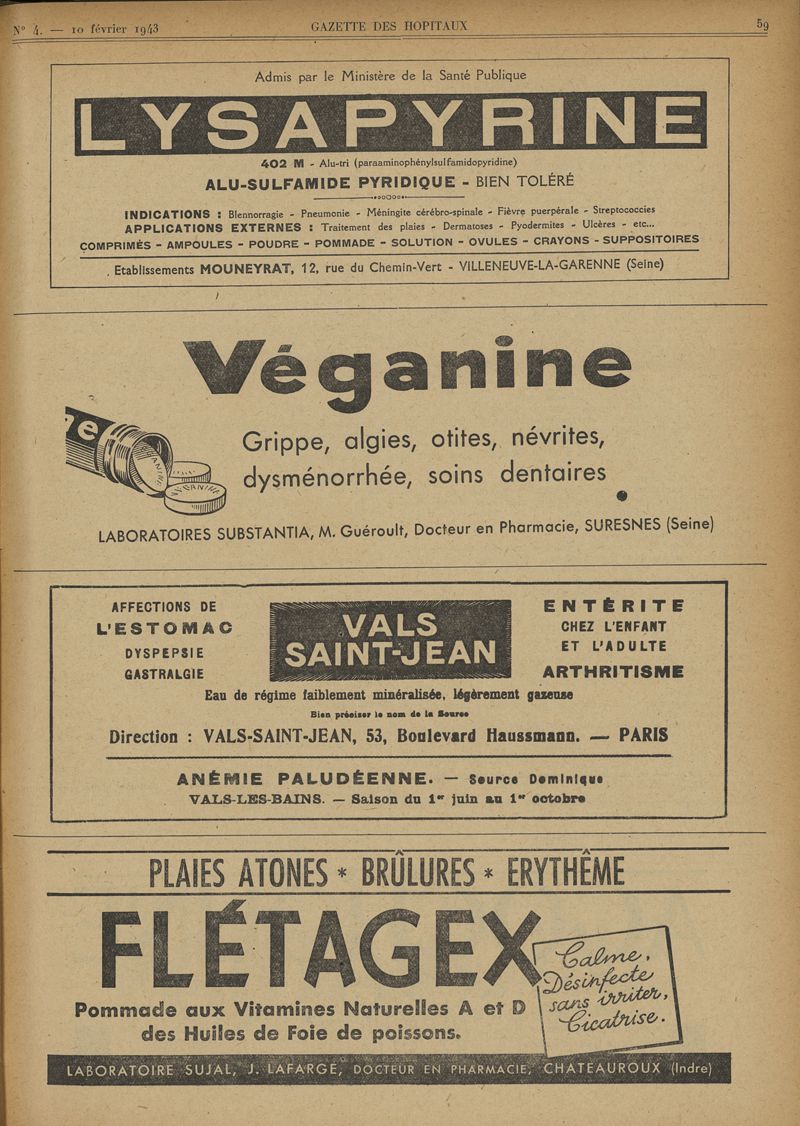 N° 4. — 10 février 1943 GAZETTE DES HOPITAUX 59
Admis par le Ministère de la Santé Publique
LYSAPYRINE
402 M - Alu-tri (paraaminophénylsulfamidopyridine)
ALU-SULFAMIDE PYRIDIQUE - BIEN TOLÉRÉ
INDICATIONS : Blennorragie - Pneumonie - Méningite cérébro-spinale - Fièvre puerpérale - Streptococcies
APPLICATIONS EXTERNES : Traitement des plaies - Dermatoses - Pyodermites - Ulcères - etc...
COMPRIMÉS - AMPOULES - POUDRE - POMMADE - SOLUTION - OVULES - CRAYONS - SUPPOSITOIRES
Etablissements MOUNEYRAT, 12, rue du Chemin-Vert - VILLENEUVE-LA-GARENNE (Seine)
Véganine
Grippe, algies, otites, névrites,
dysménorrhée, soins dentaires
LABORATOIRES SUBSTANTIA, M. Guéroult, Docteur en Pharmacie, SURESNES (Seine)
AFFECTIONS DE
L'ESTOMAC
DYSPEPSIE
GASTRALGIE
VALS
SAINT-JEAN
ENTÉRITE
CHEZ L'ENFANT
ET L'ADULTE
ARTHRITISME
Eau de régime faiblement minéralisée, légèrement gazeuse
Bien préciser le nom de la Source
Direction : VALS-SAINT-JEAN, 53, Boulevard Haussmann. — PARIS
ANÉMIE PALUDÉENNE. — Source Dominique
VALS-LES-BAINS. — Saison du 1er juin au 1er octobre
PLAIES ATONES * BRÛLURES * ERYTHÊME
FLÉTAGEX
Calme,
Désinfecte
sans irriter,
Cicatrise.
Pommade aux Vitamines Naturelles A et D
des Huiles de Foie de poissons.
LABORATOIRE SUJAL, J. LAFARGE, DOCTEUR EN PHARMACIE, CHATEAUROUX (Indre)